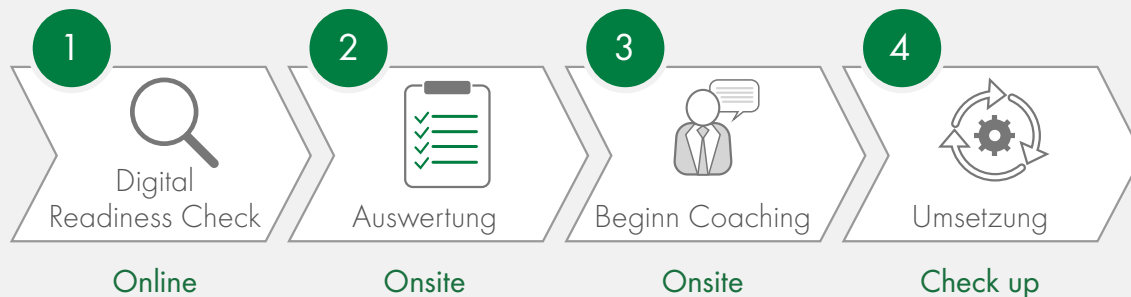 1
Digital
Readiness Check
Online
2
Auswertung
Onsite
3
Beginn Coaching
Onsite
4
Umsetzung
Check up